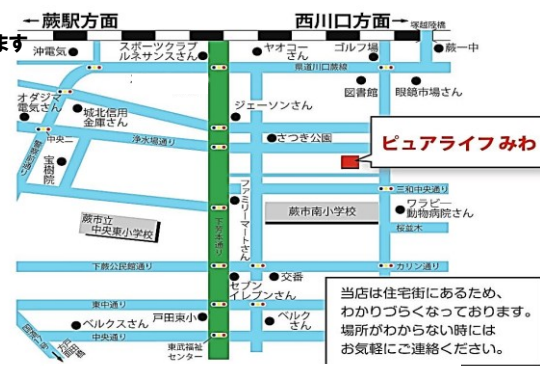 ←蕨駅方面
西川口方面→
塚越陸橋
ます
沖電気
スポーツクラブ
ルネサンスさん
ヤオコー
さん
ゴルフ場
蕨一中
県道川口蕨線
図書館
眼鏡市場さん
オダジマ
電気さん
城北信用
金庫さん
ジェーソンさん
さつき公園
ピュアライフみわ
中央二
浄水場通り
宝樹院
三和中央通り
ファミリーマートさん
蕨市立
中央東小学校
蕨市南小学校
ワラビー
動物病院さん
桜並木
下蕨公民館通り
カリン通り
セブン
イレブンさん
交番
東中通り
戸田東小
ベルクスさん
ベルク
さん
中央通り
東武福祉
センター
当店は住宅街にあるため、
わかりづらくなっております。
場所がわからない時には
お気軽にご連絡ください。